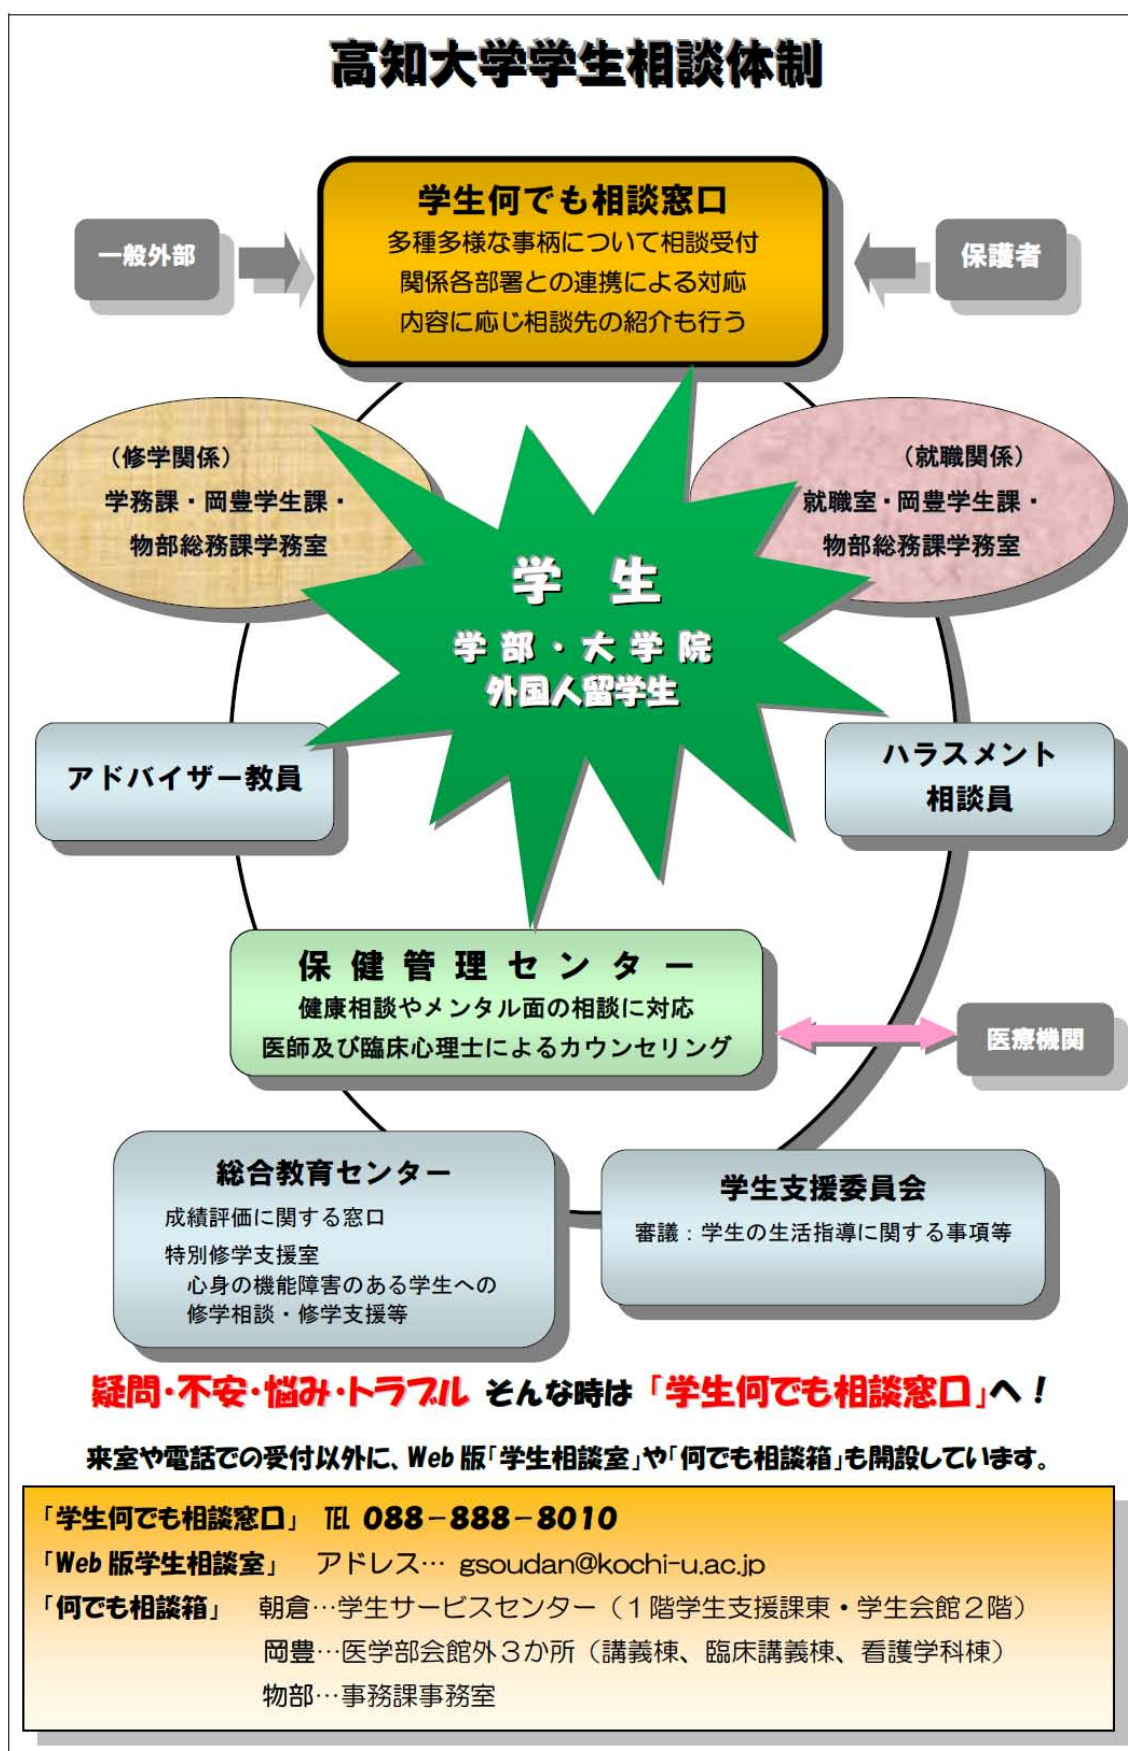 高知大学学生相談体制
学生何でも相談窓口
多種多様な事柄について相談受付
関係各部署との連携による対応
内容に応じ相談先の紹介も行う
一般外部
保護者
（修学関係）
学務課・岡豊学生課・
物部総務課学務室
（就職関係）
就職室・岡豊学生課・
物部総務課学務室
学 生
学 部 ・ 大 学 院
外国人留学生
アドバイザー教員
ハラスメント
相談員
保 健 管 理 セ ン タ ー
健康相談やメンタル面の相談に対応
医師及び臨床心理士によるカウンセリング
医療機関
総合教育センター
成績評価に関する窓口
特別修学支援室
心身の機能障害のある学生への
修学相談・修学支援等
学生支援委員会
審議：学生の生活指導に関する事項等
疑問・不安・悩み・トラブル そんな時は「学生何でも相談窓口」へ！
来室や電話での受付以外に、Web版「学生相談室」や「何でも相談箱」も開設しています。
「学生何でも相談窓口」 TEL 088－888－8010
「Web版学生相談室」 アドレス… gsoudan@kochi-u.ac.jp
「何でも相談箱」 朝倉…学生サービスセンター（１階学生支援課東・学生会館２階）
岡豊…医学部会館外３か所（講義棟、臨床講義棟、看護学科棟）
物部…事務課事務室